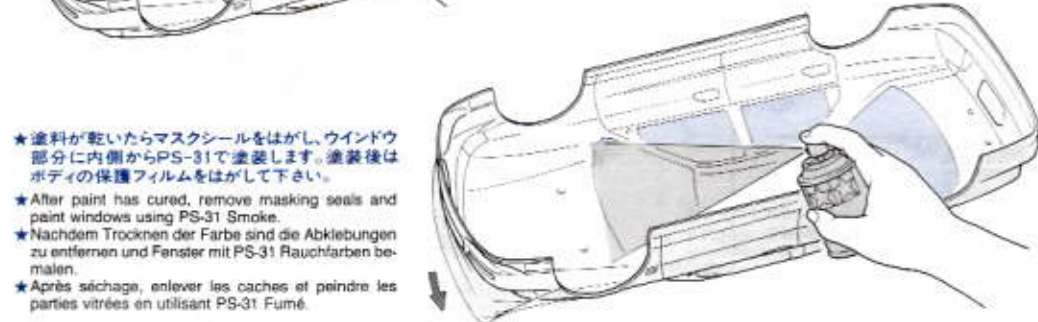 ★塗料が乾いたらマスクシールをはがし、ウインドウ
部分に内側からPS-31で塗装します。塗装後は
ボディの保護フィルムをはがして下さい。
★After paint has cured, remove masking seals and
paint windows using PS-31 Smoke.
★Nachdem Trocknen der Farbe sind die Abklebungen
zu entfernen und Fenster mit PS-31 Rauchfarben be-
malen.
★Après séchage, enlever les caches et peindre les
parties vitrées en utilisant PS-31 Fumé.